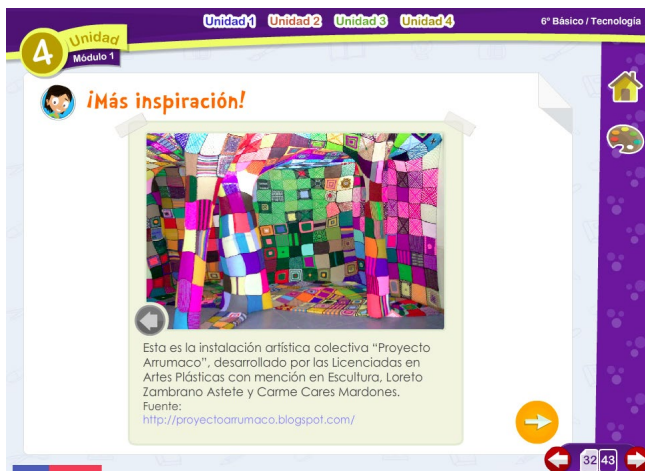 Unidad 1 Unidad 2 Unidad 3 Unidad 4
6º Básico / Tecnología
4
Unidad
Módulo 1
¡Más inspiración!
Esta es la instalación artística colectiva “Proyecto
Arrumaco”, desarrollado por las Licenciadas en
Artes Plásticas con mención en Escultura, Loreto
Zambrano Astete y Carme Cares Mardones.
Fuente:
http://proyectoarrumaco.blogspot.com/
32 43